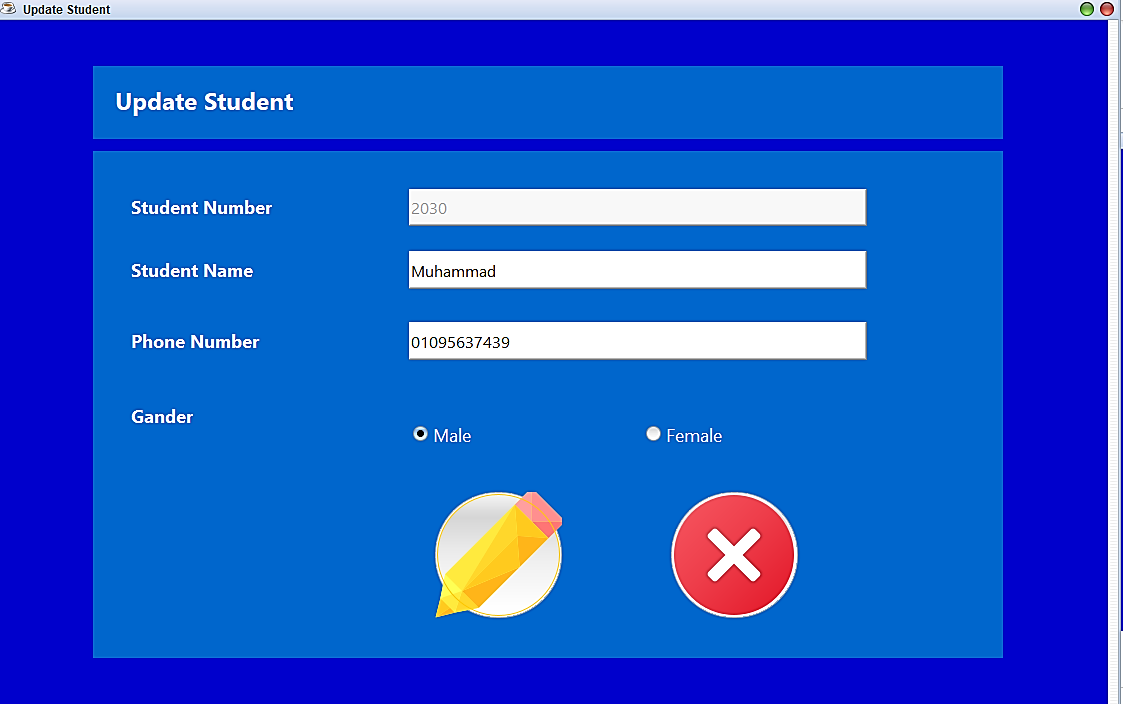 Update Student
Update Student
Student Number 2030
Student Name Muhammad
Phone Number 01095637439
Gander
Male Female